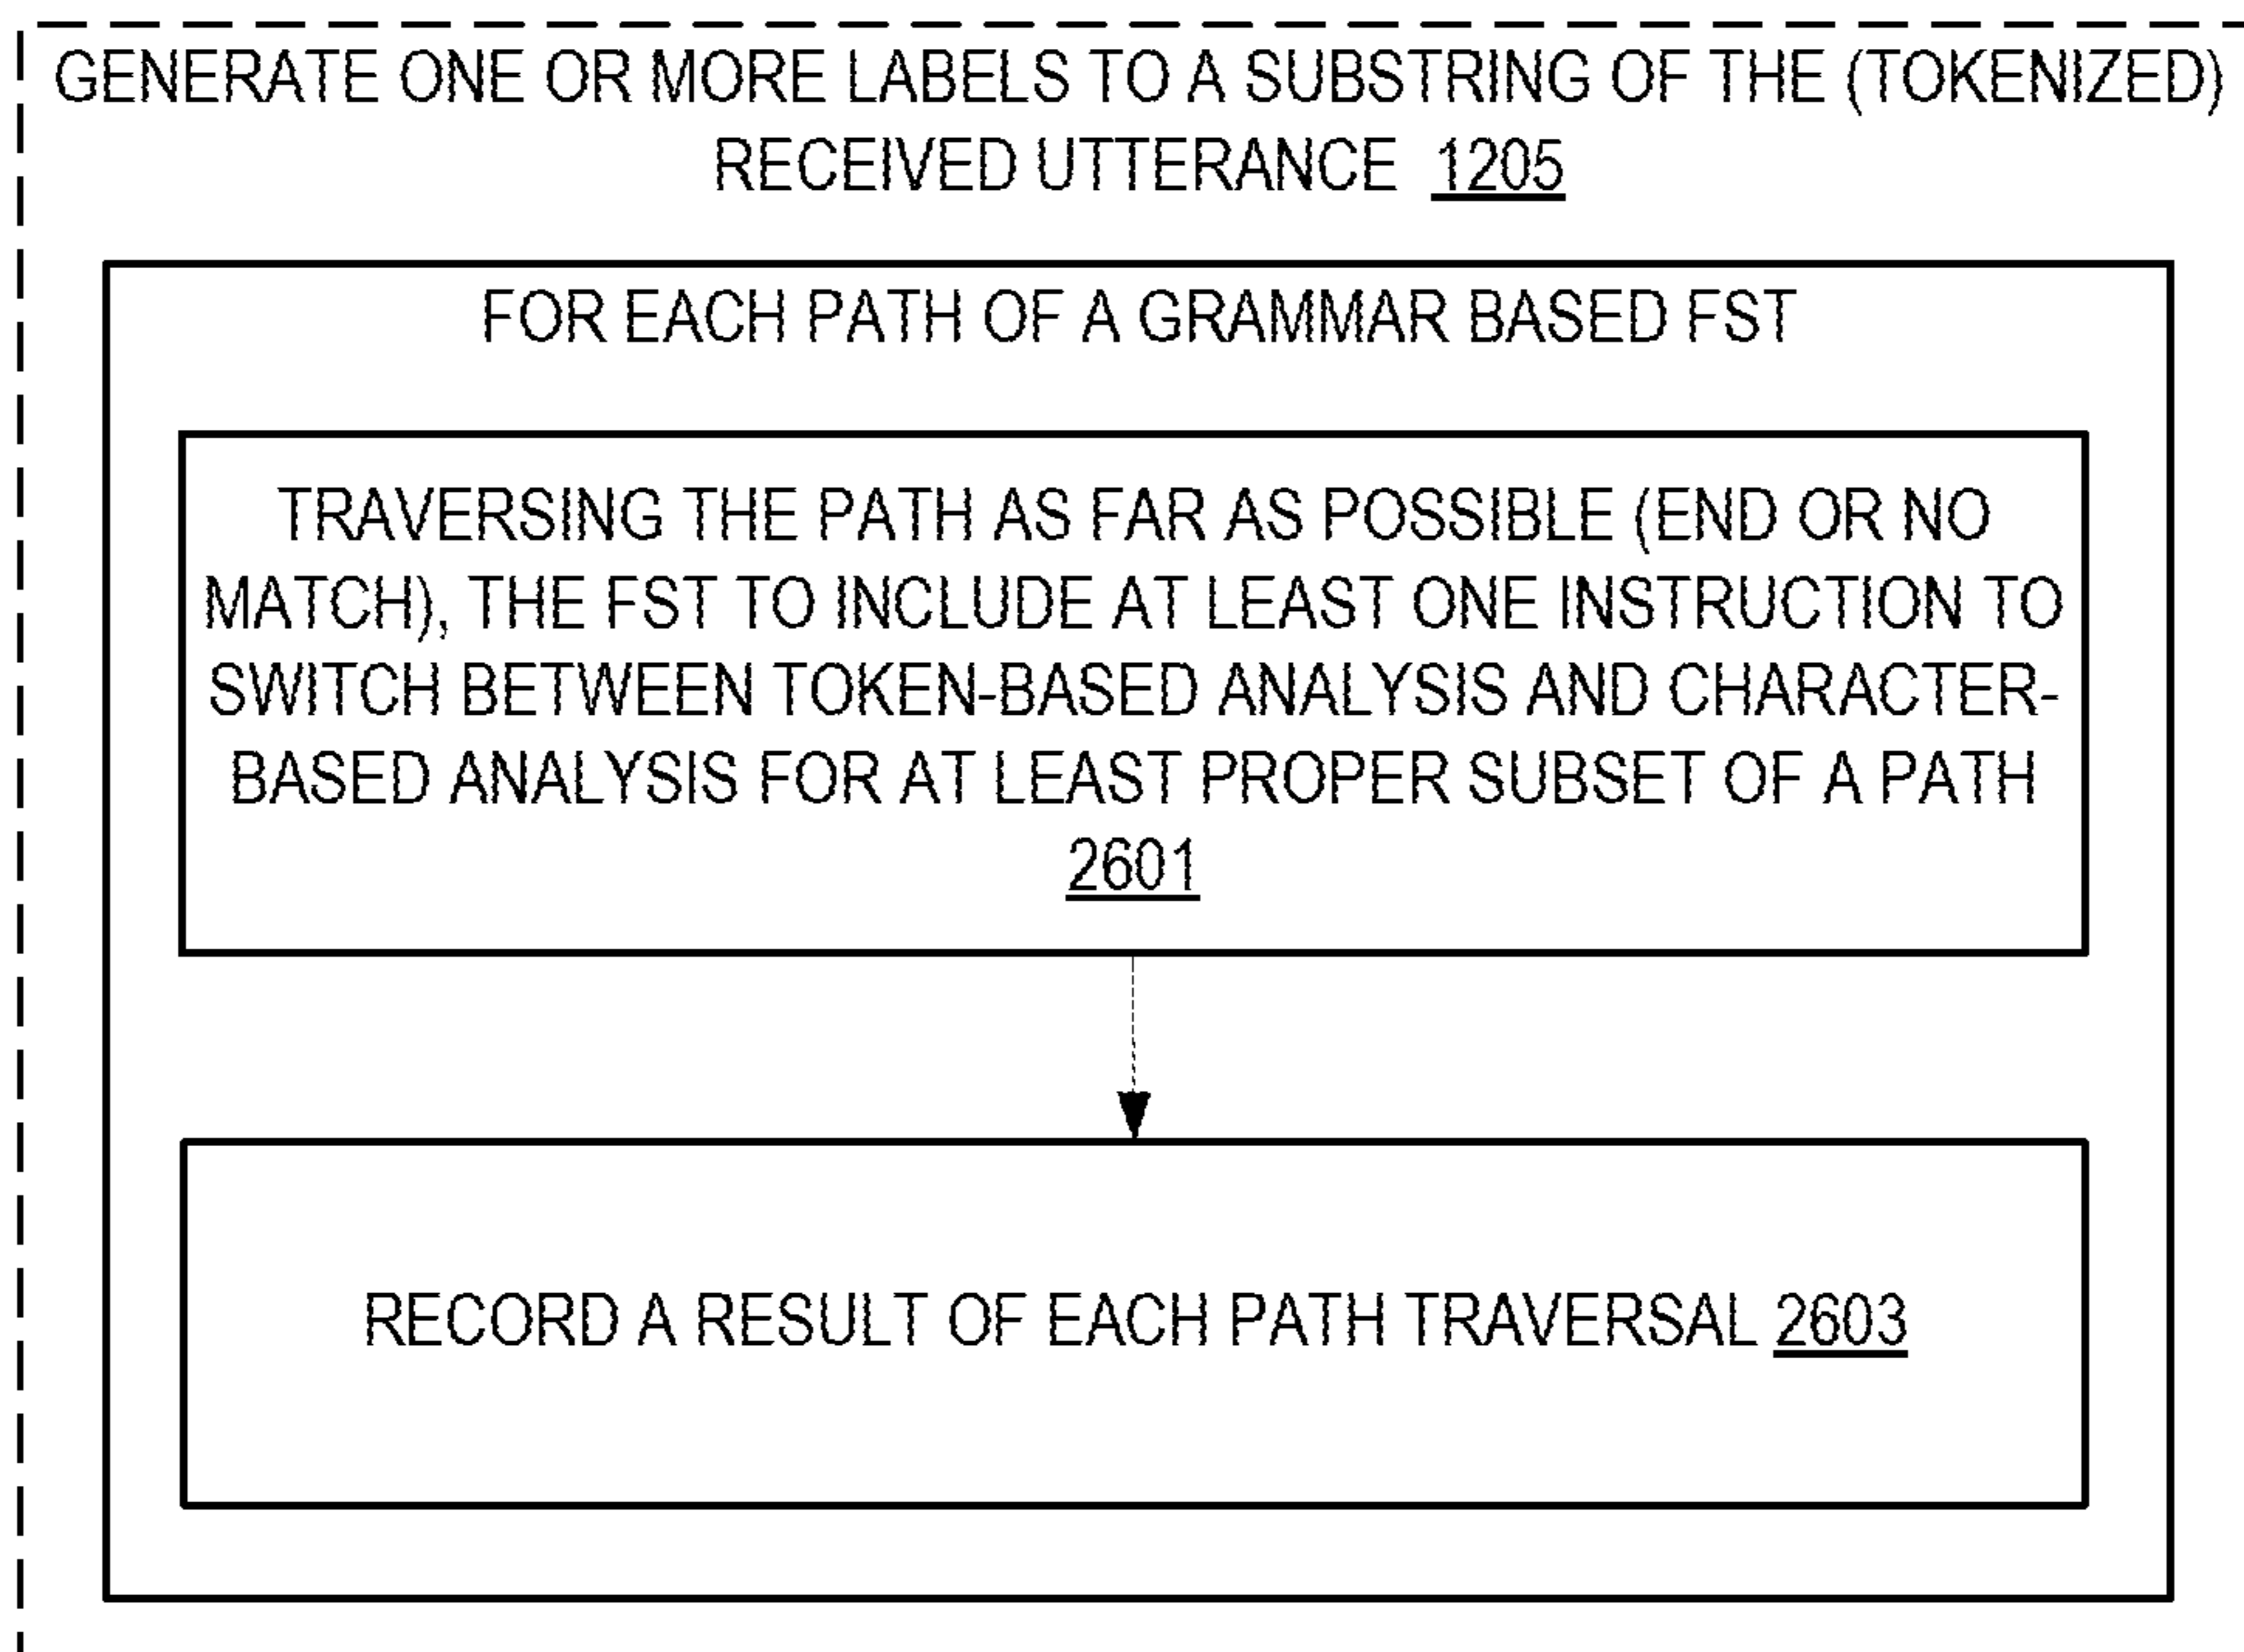 GENERATE ONE OR MORE LABELS TO A SUBSTRING OF THE (TOKENIZED)
RECEIVED UTTERANCE 1205
FOR EACH PATH OF A GRAMMAR BASED FST
TRAVERSING THE PATH AS FAR AS POSSIBLE (END OR NO
MATCH), THE FST TO INCLUDE AT LEAST ONE INSTRUCTION TO
SWITCH BETWEEN TOKEN-BASED ANALYSIS AND CHARACTER-
BASED ANALYSIS FOR AT LEAST PROPER SUBSET OF A PATH
2601
RECORD A RESULT OF EACH PATH TRAVERSAL 2603